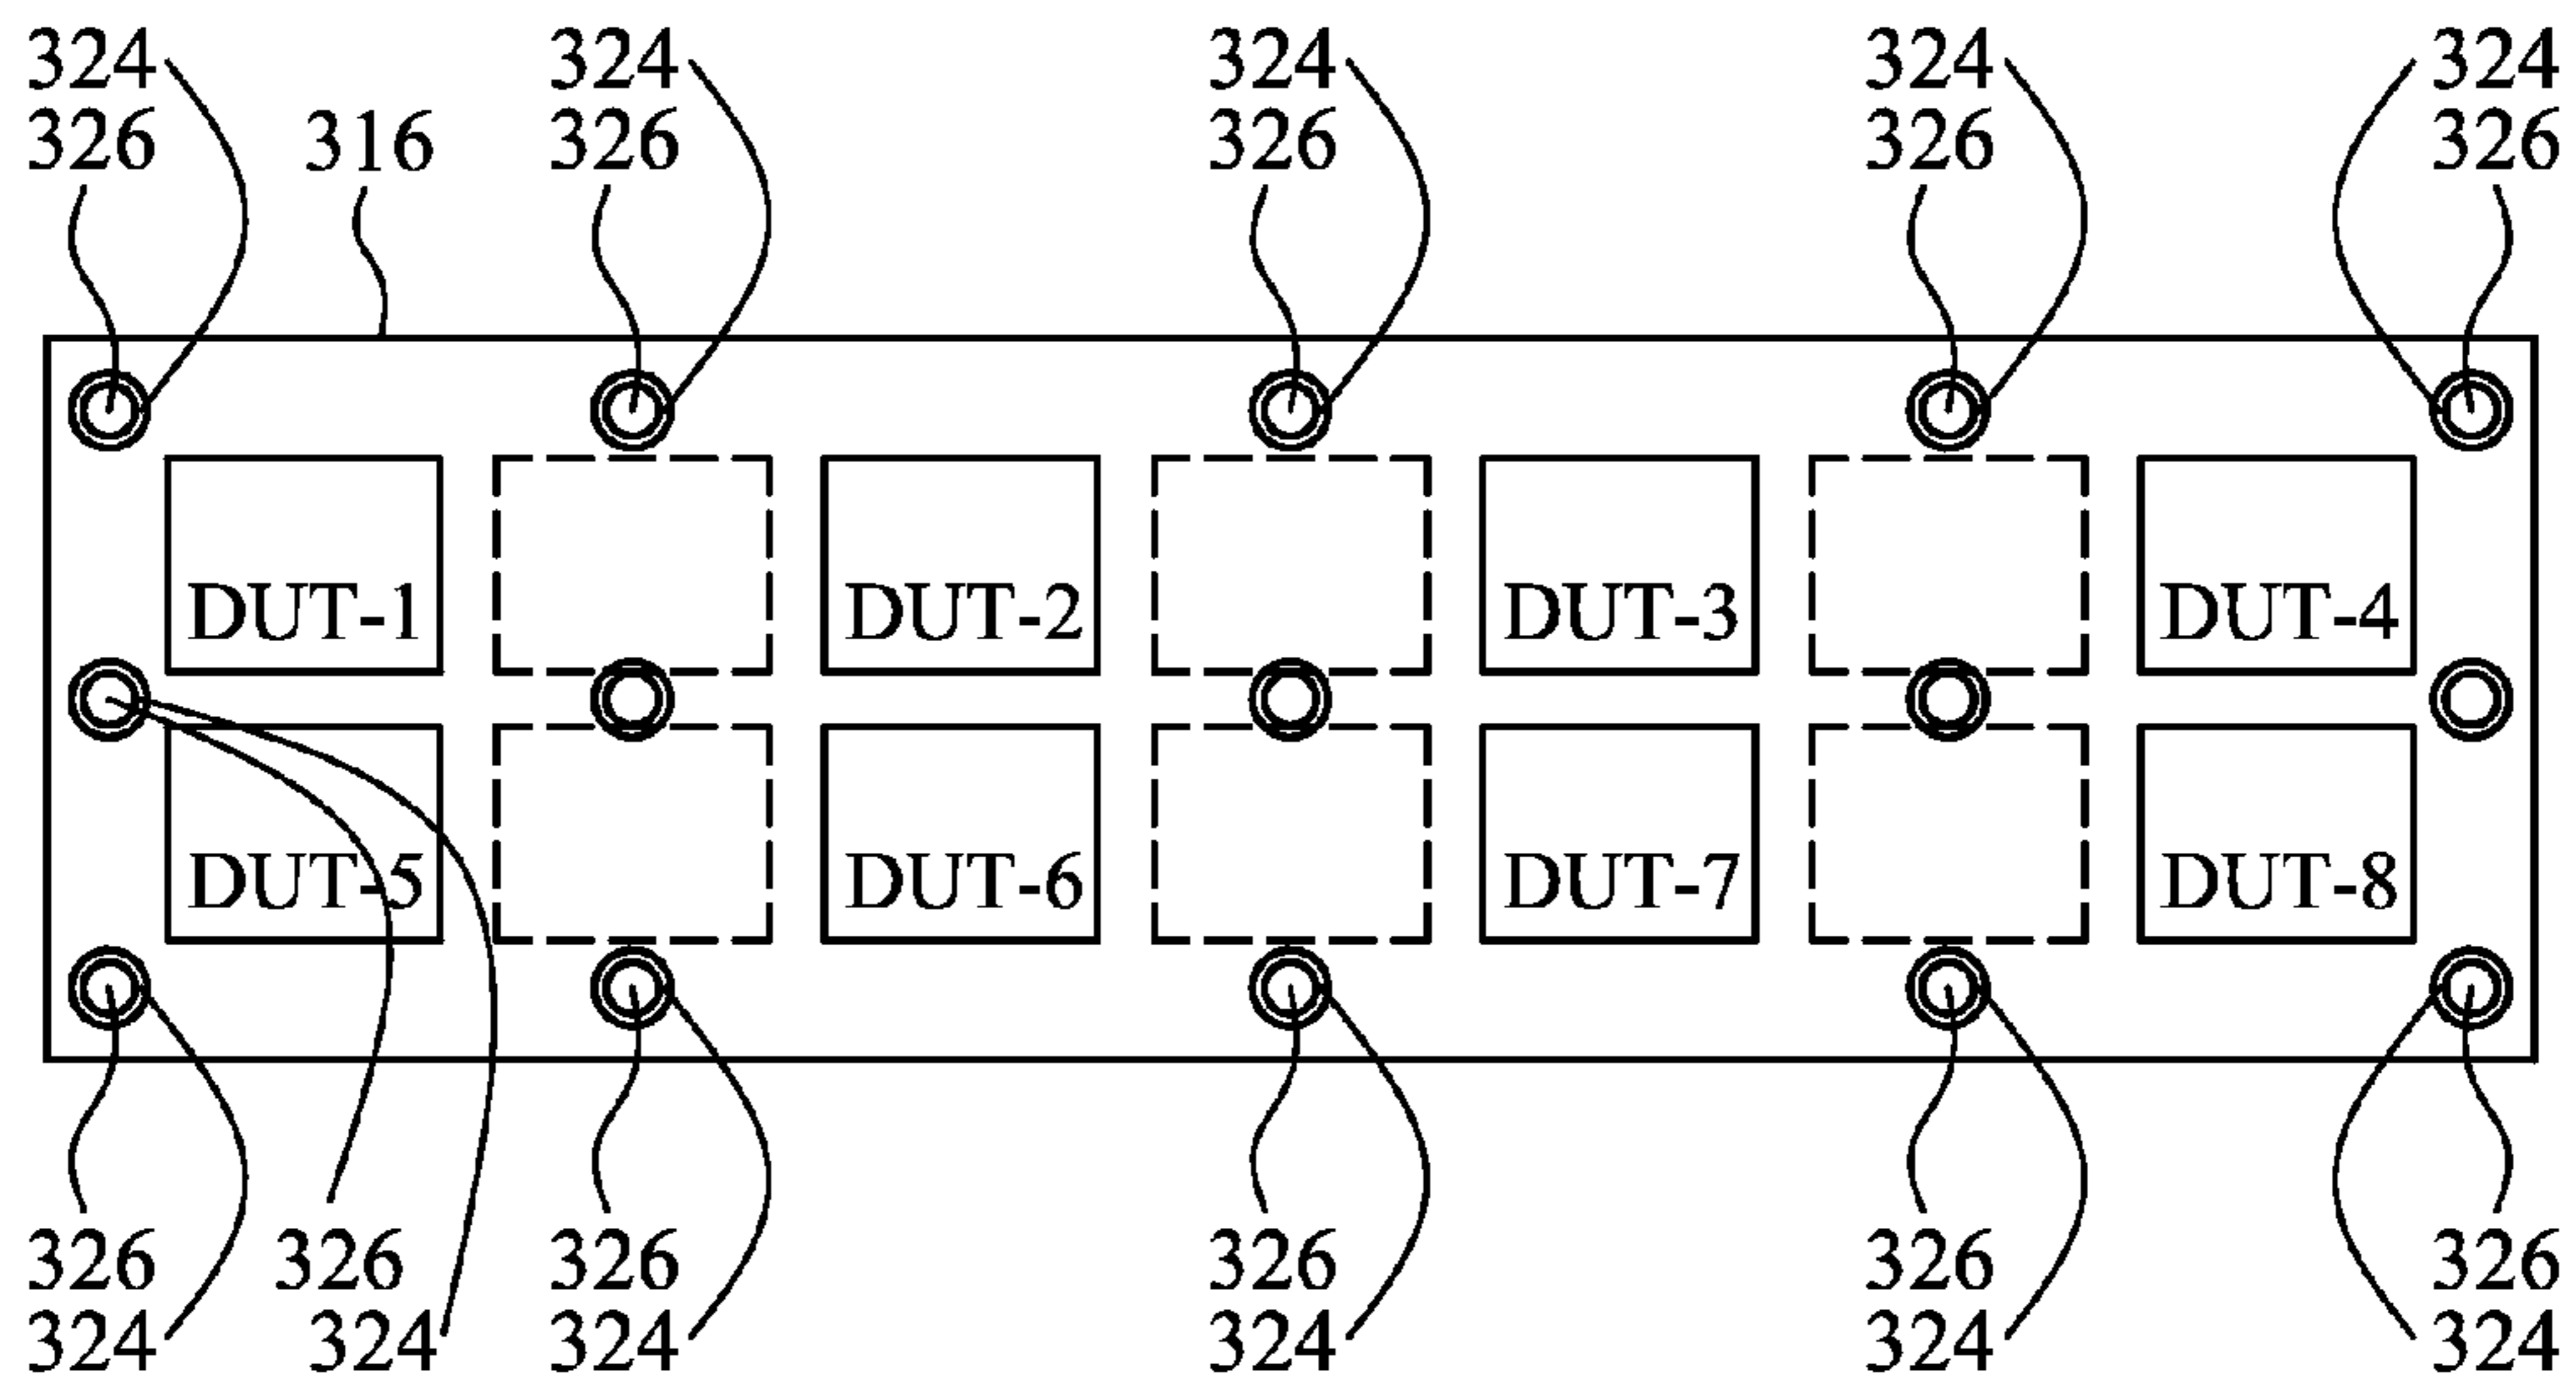 324 324 324 324 324
326 316 326 326 326 326
DUT-1 DUT-2 DUT-3 DUT-4
DUT-5 DUT-6 DUT-7 DUT-8
326 326 326 326 326 326
324 324 324 324 324 324